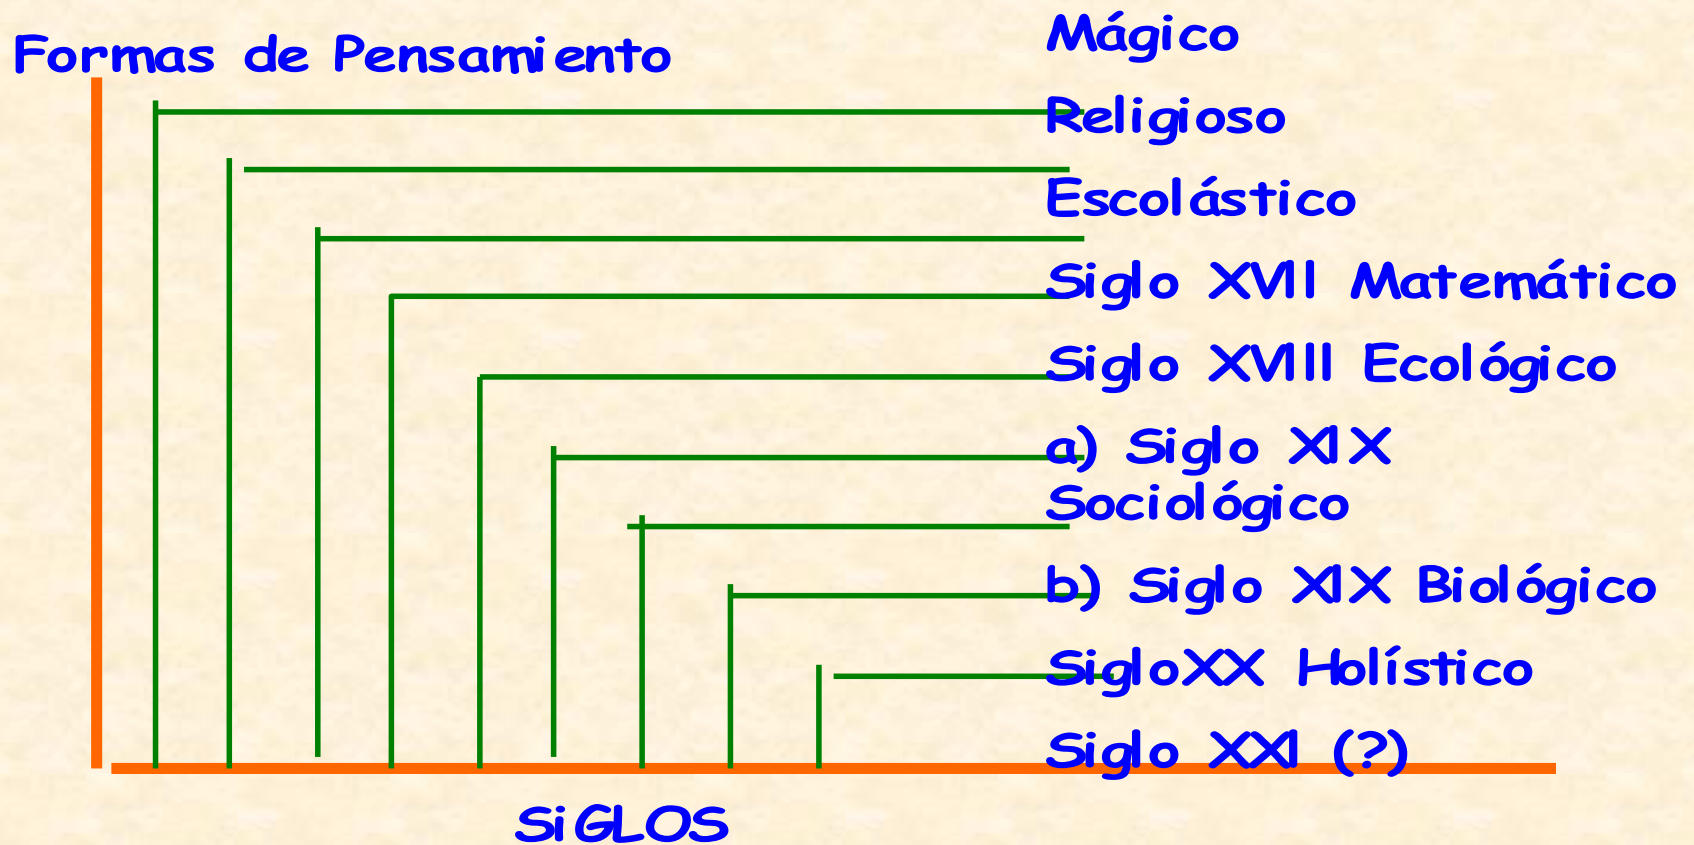 Formas de Pensamiento
Mágico
Religioso
Escolástico
Siglo XVII Matemático
Siglo XVIII Ecológico
a) Siglo XIX
Sociológico
b) Siglo XIX Biológico
SigloXX Holístico
Siglo XXI (?)
SiGLOS